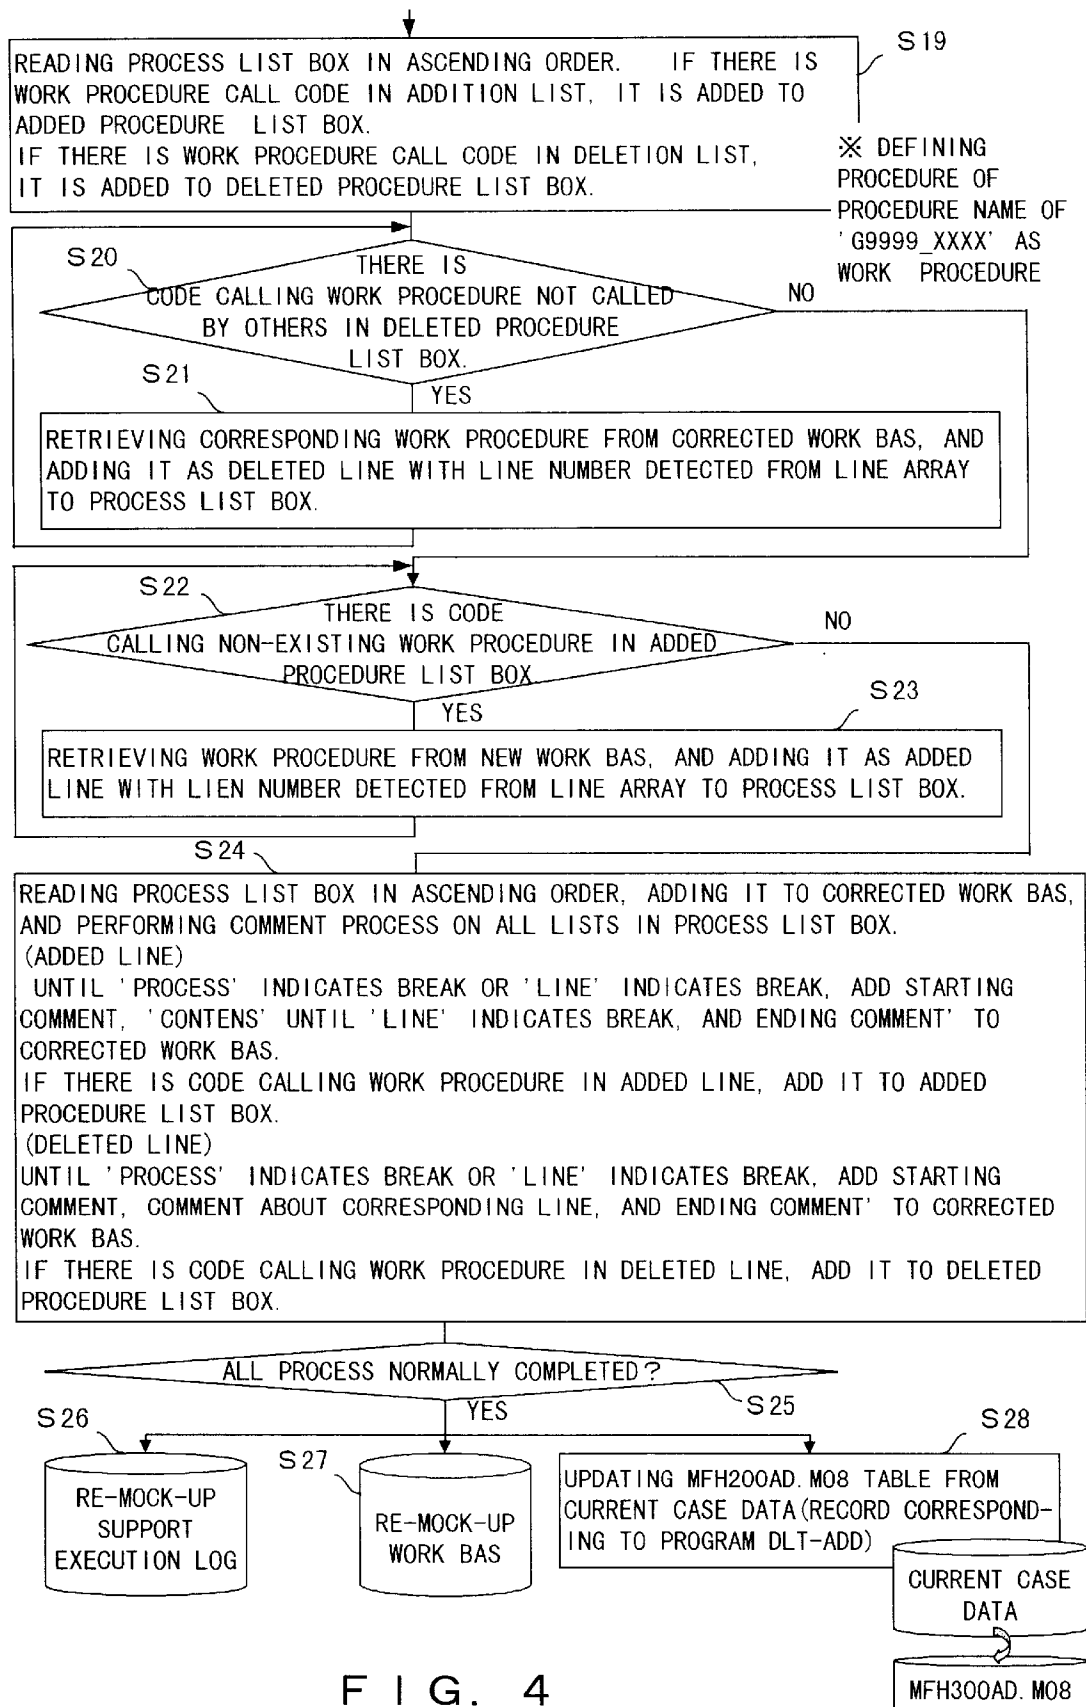 S19
READING PROCESS LIST BOX IN ASCENDING ORDER. IF THERE IS
WORK PROCEDURE CALL CODE IN ADDITION LIST, IT IS ADDED TO
ADDED PROCEDURE LIST BOX.
IF THERE IS WORK PROCEDURE CALL CODE IN DELETION LIST,
IT IS ADDED TO DELETED PROCEDURE LIST BOX.
※ DEFINING
PROCEDURE OF
PROCEDURE NAME OF
'G9999_XXXX' AS
WORK PROCEDURE
S20
THERE IS
CODE CALLING WORK PROCEDURE NOT CALLED
BY OTHERS IN DELETED PROCEDURE
LIST BOX.
NO
YES
S21
RETRIEVING CORRESPONDING WORK PROCEDURE FROM CORRECTED WORK BAS, AND
ADDING IT AS DELETED LINE WITH LINE NUMBER DETECTED FROM LINE ARRAY
TO PROCESS LIST BOX.
S22
THERE IS CODE
CALLING NON-EXISTING WORK PROCEDURE IN ADDED
PROCEDURE LIST BOX
NO
YES
S23
RETRIEVING WORK PROCEDURE FROM NEW WORK BAS, AND ADDING IT AS ADDED
LINE WITH LIEN NUMBER DETECTED FROM LINE ARRAY TO PROCESS LIST BOX.
S24
READING PROCESS LIST BOX IN ASCENDING ORDER, ADDING IT TO CORRECTED WORK BAS,
AND PERFORMING COMMENT PROCESS ON ALL LISTS IN PROCESS LIST BOX.
(ADDED LINE)
UNTIL 'PROCESS' INDICATES BREAK OR 'LINE' INDICATES BREAK, ADD STARTING
COMMENT, 'CONTENS' UNTIL 'LINE' INDICATES BREAK, AND ENDING COMMENT' TO
CORRECTED WORK BAS.
IF THERE IS CODE CALLING WORK PROCEDURE IN ADDED LINE, ADD IT TO ADDED
PROCEDURE LIST BOX.
(DELETED LINE)
UNTIL 'PROCESS' INDICATES BREAK OR 'LINE' INDICATES BREAK, ADD STARTING
COMMENT, COMMENT ABOUT CORRESPONDING LINE, AND ENDING COMMENT' TO CORRECTED
WORK BAS.
IF THERE IS CODE CALLING WORK PROCEDURE IN DELETED LINE, ADD IT TO DELETED
PROCEDURE LIST BOX.
ALL PROCESS NORMALLY COMPLETED?
S25
YES
S26
RE-MOCK-UP
SUPPORT
EXECUTION LOG
S27
RE-MOCK-UP
WORK BAS
S28
UPDATING MFH200AD.M08 TABLE FROM
CURRENT CASE DATA(RECORD CORRESPOND-
ING TO PROGRAM DLT-ADD)
CURRENT CASE
DATA
MFH300AD.M08
FIG. 4